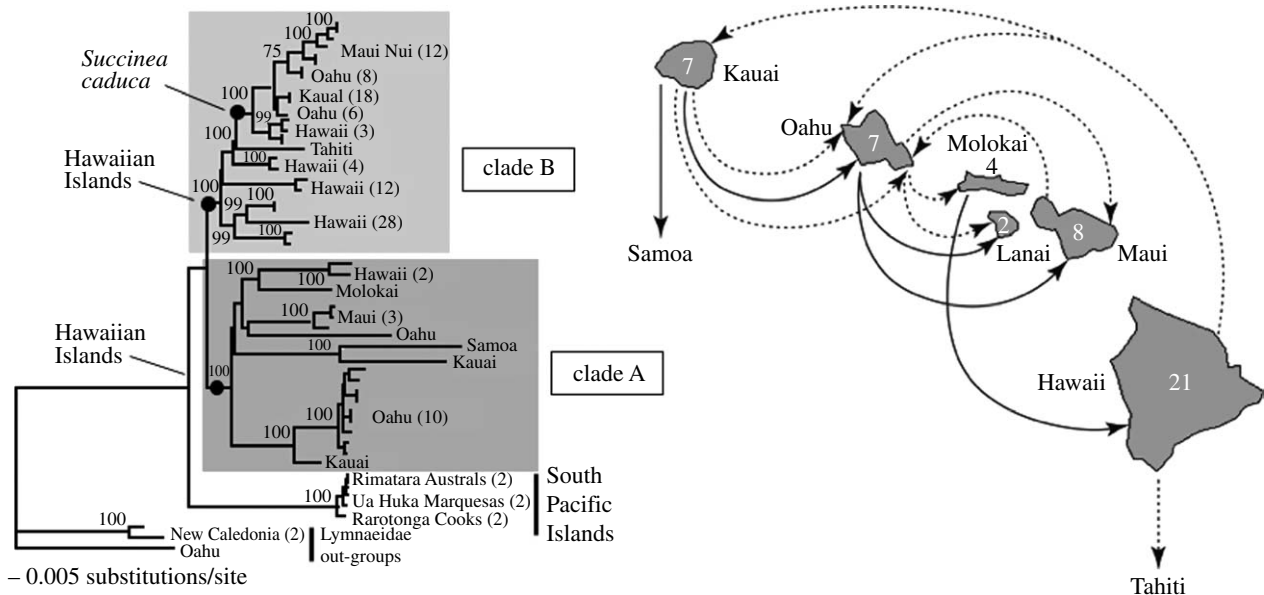 100
100
75
Maui Nui (12)
Succinea
caduca
Oahu (8)
100
Kaual (18)
Oahu (6)
99
Hawaii (3)
100
Tahiti
100
Hawaii (4)
Hawaiian
Islands
clade B
100
Hawaii (12)
99
100
Hawaii (28)
99
100
100
Hawaii (2)
100
Molokai
100
Maui (3)
Hawaiian
Islands
Oahu
Samoa
100
Kauai
100
clade A
100
Oahu (10)
100
Kauai
Rimatara Australs (2)
100
Ua Huka Marquesas (2)
Rarotonga Cooks (2)
South
Pacific
Islands
100
New Caledonia (2)
Oahu
Lymnaeidae
out-groups
– 0.005 substitutions/site
7
Kauai
Oahu
7
Molokai
4
2
Lanai
8
Maui
Samoa
Hawaii
21
Tahiti